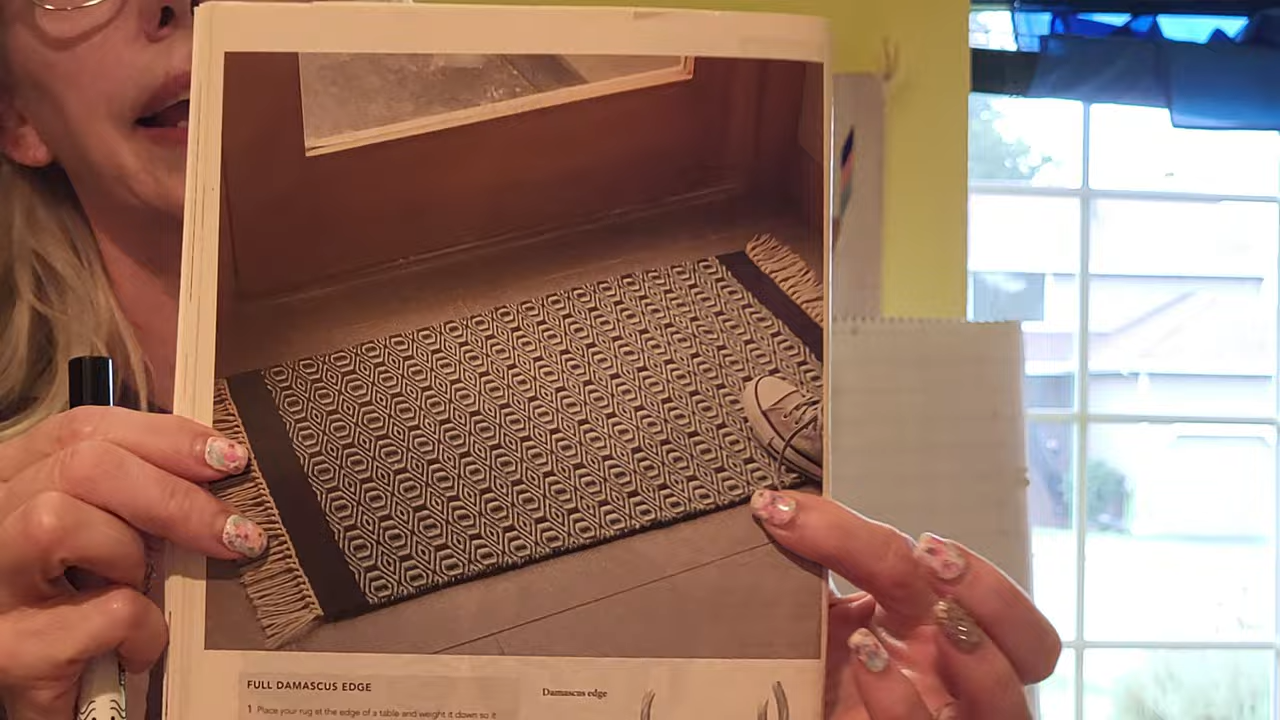 FULL DAMASCUS EDGE
Damascus edge
1 Place your rug at the edge of a table and weight it down so it